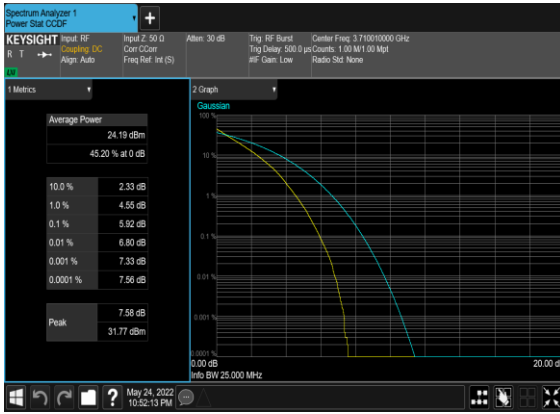 Spectrum Analyzer 1
Power Stat CCDF
+
KEYSIGHT
R T
LXI
Input: RF
Coupling: DC
Align: Auto
Input Z: 50 Ω
Corr CCorr
Freq Ref: Int (S)
Atten: 30 dB
Trig: RF Burst
Trig Delay: 500.0 µs
#IF Gain: Low
Center Freq: 3.710010000 GHz
Counts: 1.00 M/1.00 Mpt
Radio Std: None
1 Metrics
Average Power
24.19 dBm
45.20 % at 0 dB
10.0 % 2.33 dB
1.0 % 4.55 dB
0.1 % 5.92 dB
0.01 % 6.80 dB
0.001 % 7.33 dB
0.0001 % 7.56 dB
Peak
7.58 dB
31.77 dBm
2 Graph
Gaussian
100 %
10 %
1 %
0.1 %
0.01 %
0.001 %
0.0001 %
0.00 dB
20.00 d
Info BW 25.000 MHz
?
May 24, 2022
10:52:13 PM